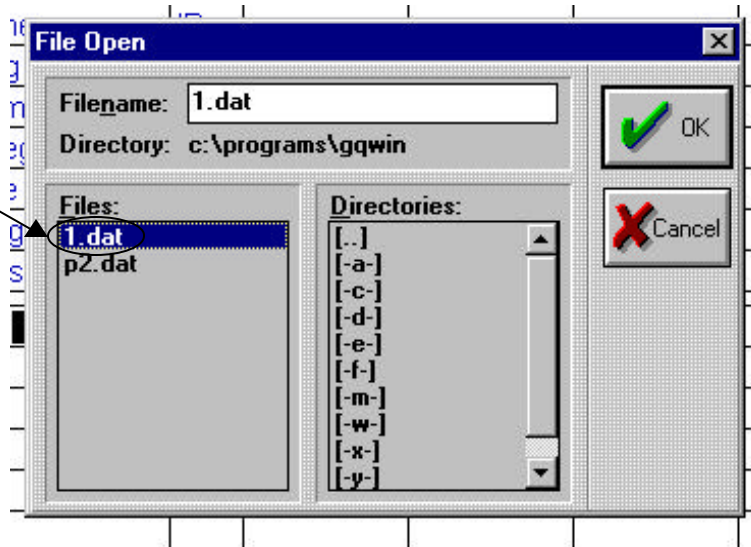 File Open
Filename: 1.dat
Directory: c:\programs\gqwin
OK
Cancel
Files:
1.dat
p2.dat
Directories:
[..]
[-a-]
[-c-]
[-d-]
[-e-]
[-f-]
[-m-]
[-w-]
[-x-]
[-y-]